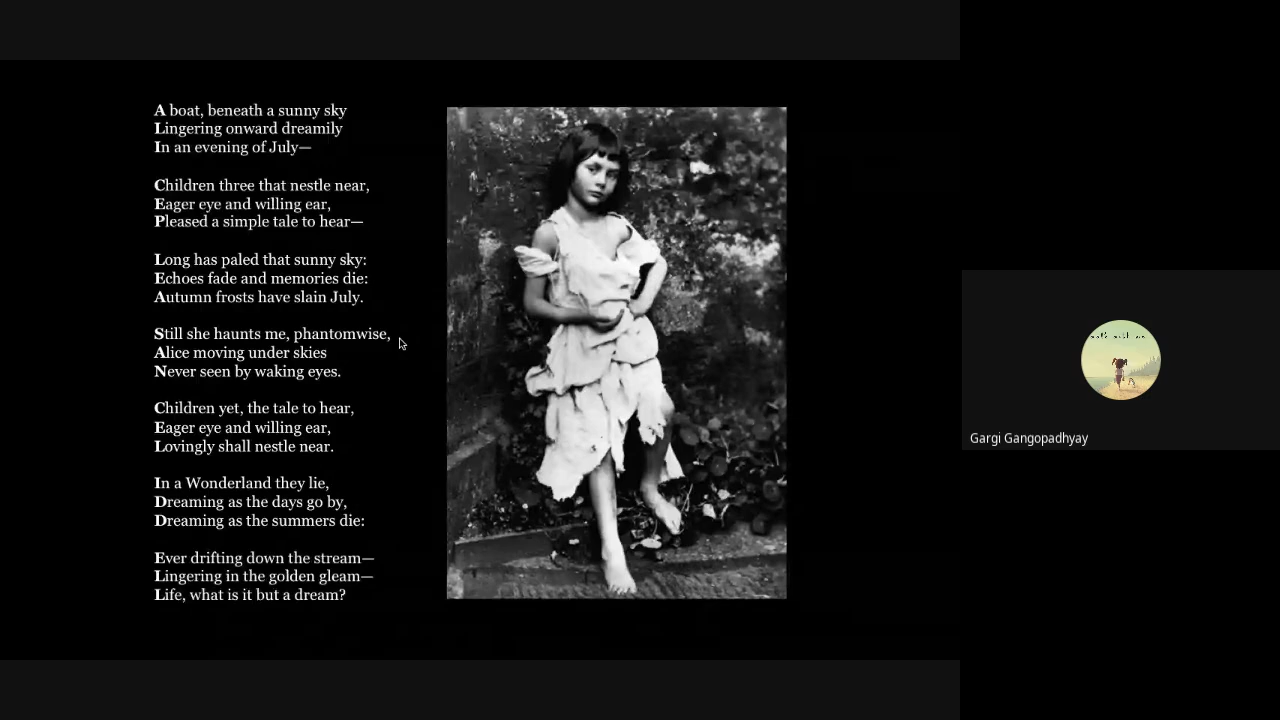 A boat, beneath a sunny sky
Lingering onward dreamily
In an evening of July—
Children three that nestle near,
Eager eye and willing ear,
Pleased a simple tale to hear—
Long has paled that sunny sky:
Echoes fade and memories die:
Autumn frosts have slain July.
Still she haunts me, phantomwise,
Alice moving under skies
Never seen by waking eyes.
Children yet, the tale to hear,
Eager eye and willing ear,
Lovingly shall nestle near.
In a Wonderland they lie,
Dreaming as the days go by,
Dreaming as the summers die:
Ever drifting down the stream—
Lingering in the golden gleam—
Life, what is it but a dream?
Gargi Gangopadhyay